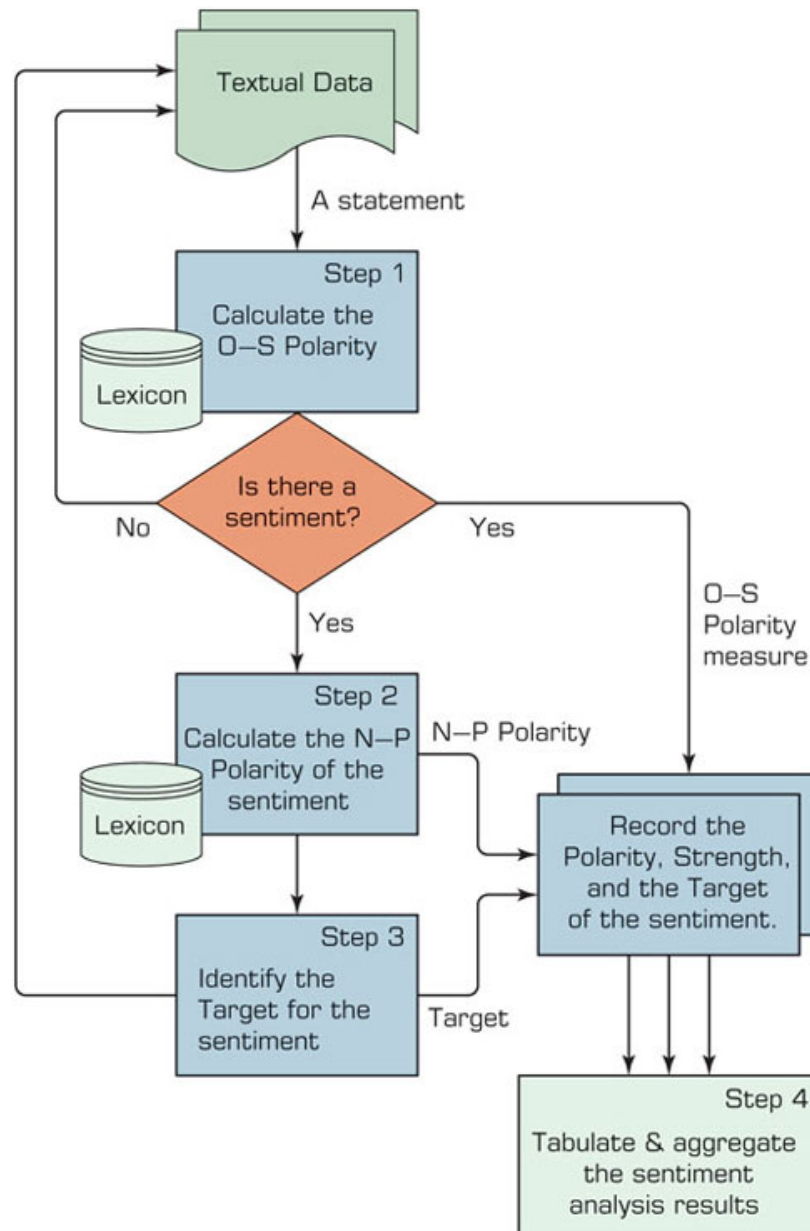 Textual Data
A statement
Step 1
Calculate the
O–S Polarity
Lexicon
Is there a
sentiment?
No
Yes
Yes
O–S
Polarity
measure
Step 2
Calculate the N–P
Polarity of the
sentiment
N–P Polarity
Lexicon
Record the
Polarity, Strength,
and the Target
of the sentiment.
Step 3
Identify the
Target for the
sentiment
Target
Step 4
Tabulate & aggregate
the sentiment
analysis results